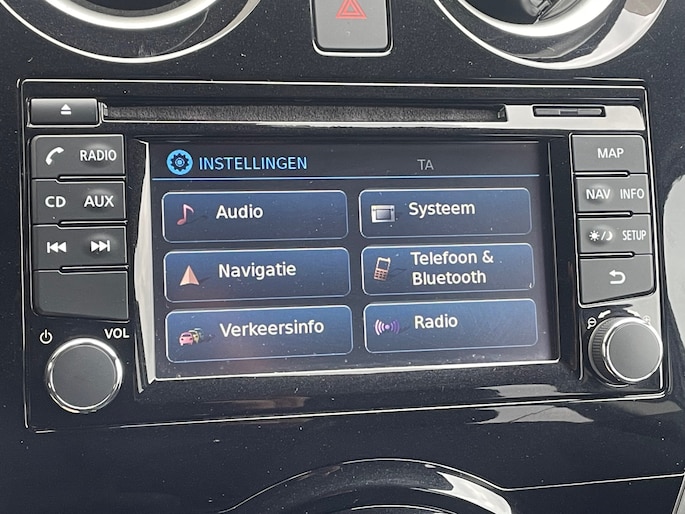 RADIO
CD AUX
VOL
INSTELLINGEN TA
Audio
Systeem
Navigatie
Telefoon &
Bluetooth
Verkeersinfo
Radio
MAP
NAV INFO
SETUP